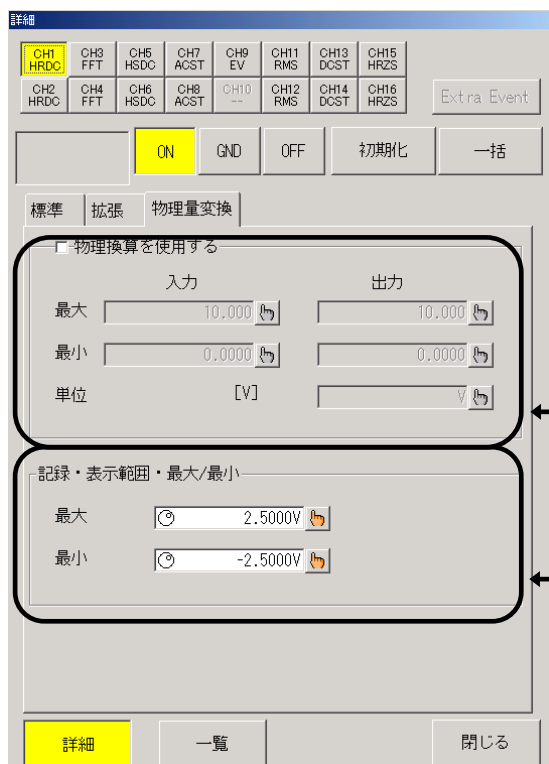 詳細
CH1 CH3 CH5 CH7 CH9 CH11 CH13 CH15
HRDC FFT HSDC ACST EV RMS DCST HRZS
CH2 CH4 CH6 CH8 CH10 CH12 CH14 CH16
HRDC FFT HSDC ACST -- RMS DCST HRZS
Extra Event
ON GND OFF 初期化 一括
標準 拡張 物理量変換
物理換算を使用する
入力 出力
最大 10.000 10.000
最小 0.0000 0.0000
単位 [V] V
記録・表示範囲・最大/最小
最大 2.5000V
最小 -2.5000V
詳細 一覧 閉じる